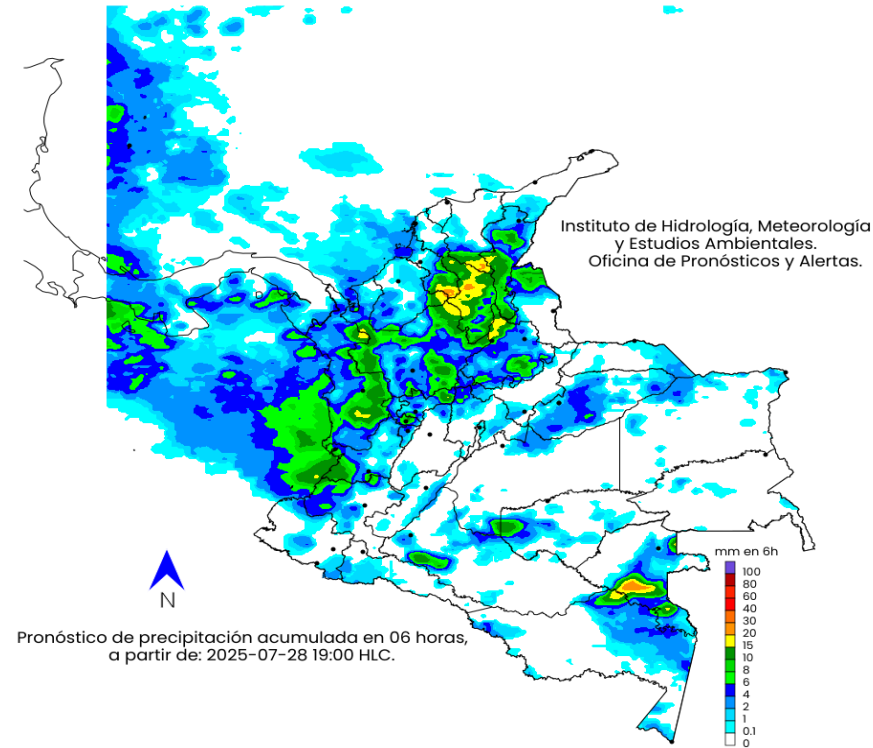 Instituto de Hidrología, Meteorología
y Estudios Ambientales.
Oficina de Pronósticos y Alertas.
mm en 6h
100
80
60
40
30
20
15
10
8
6
4
2
1
0.1
0
N
Pronóstico de precipitación acumulada en 06 horas,
a partir de: 2025-07-28 19:00 HLC.